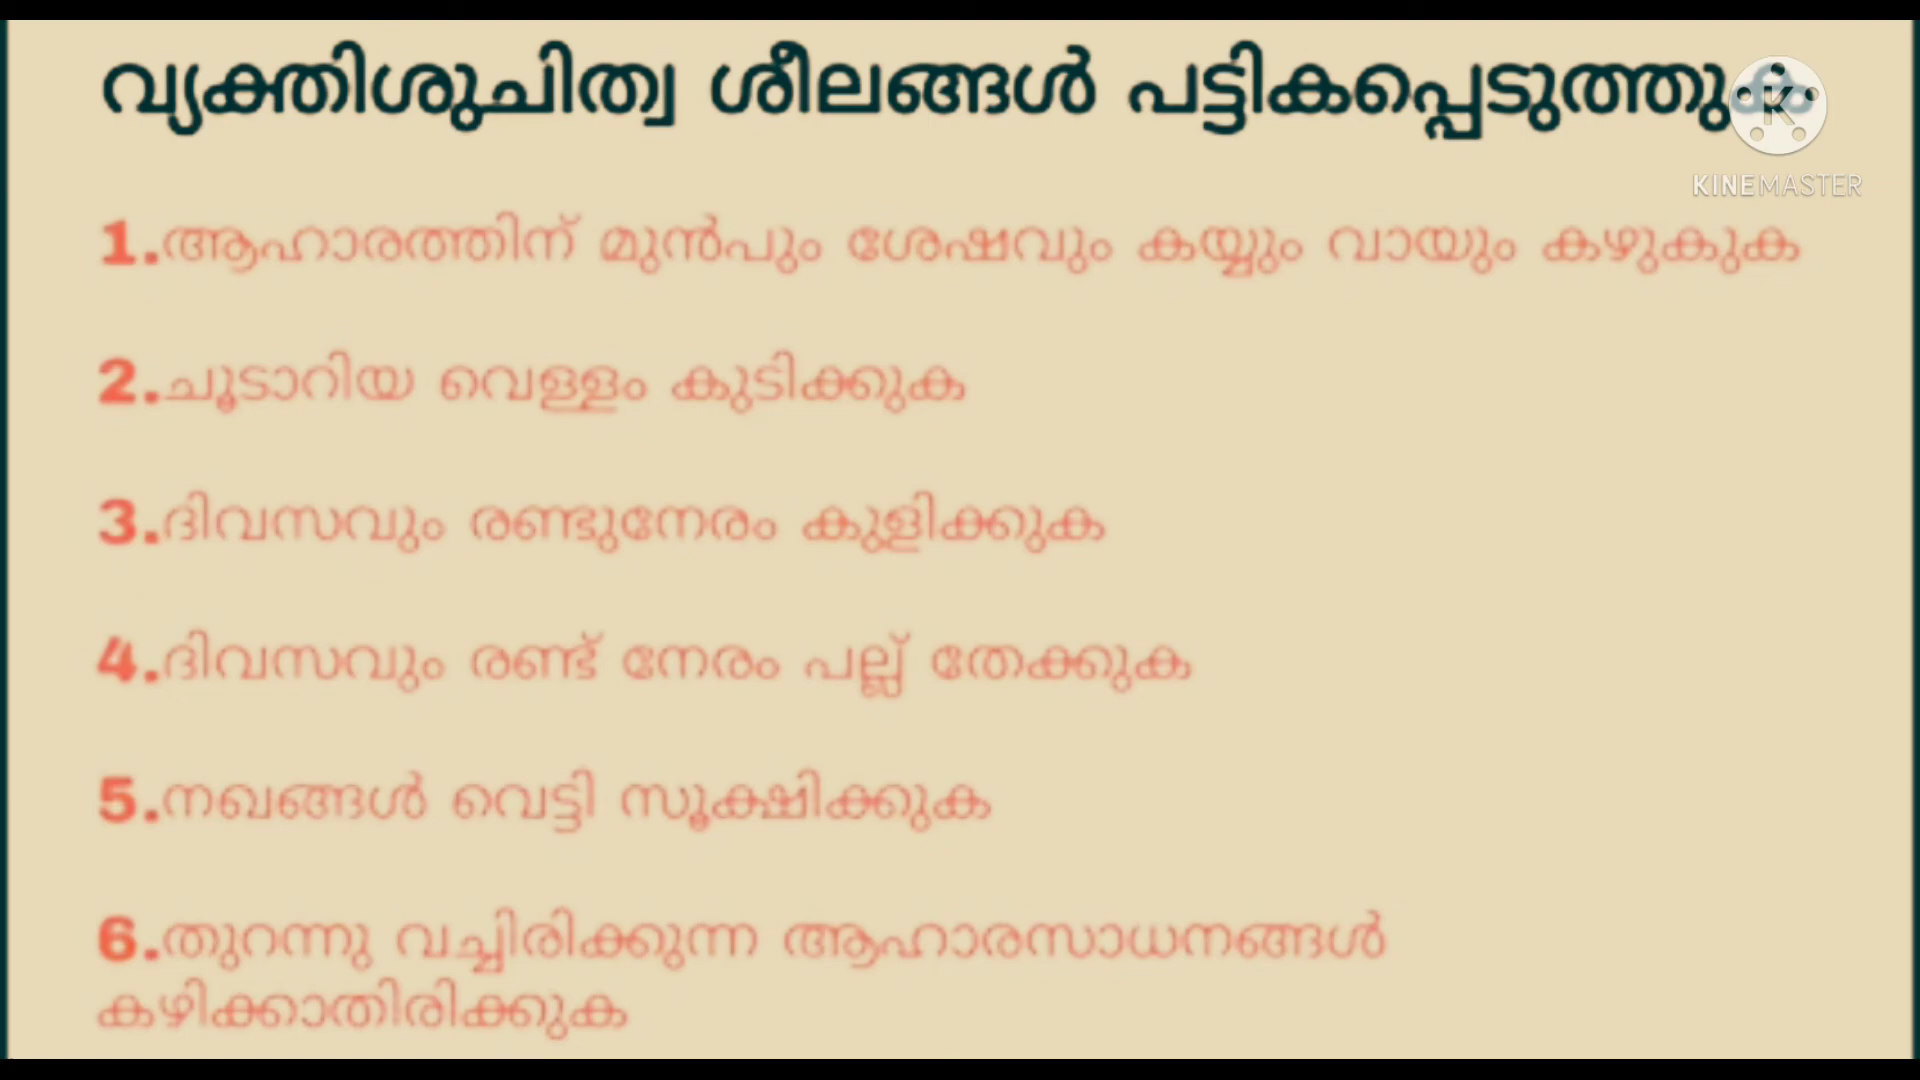 വ്യക്തിശുചിത്വ ശീലങ്ങൾ പട്ടികപ്പെടുത്തുക
KINEMASTER
1.ആഹാരത്തിന് മുൻപും ശേഷവും കയ്യും വായും കഴുകുക
2.ചൂടാറിയ വെള്ളം കുടിക്കുക
3.ദിവസവും രണ്ടുനേരം കുളിക്കുക
4.ദിവസവും രണ്ട് നേരം പല്ല് തേക്കുക
5.നഖങ്ങൾ വെട്ടി സൂക്ഷിക്കുക
6.തുറന്നു വച്ചിരിക്കുന്ന ആഹാരസാധനങ്ങൾ
കഴിക്കാതിരിക്കുക